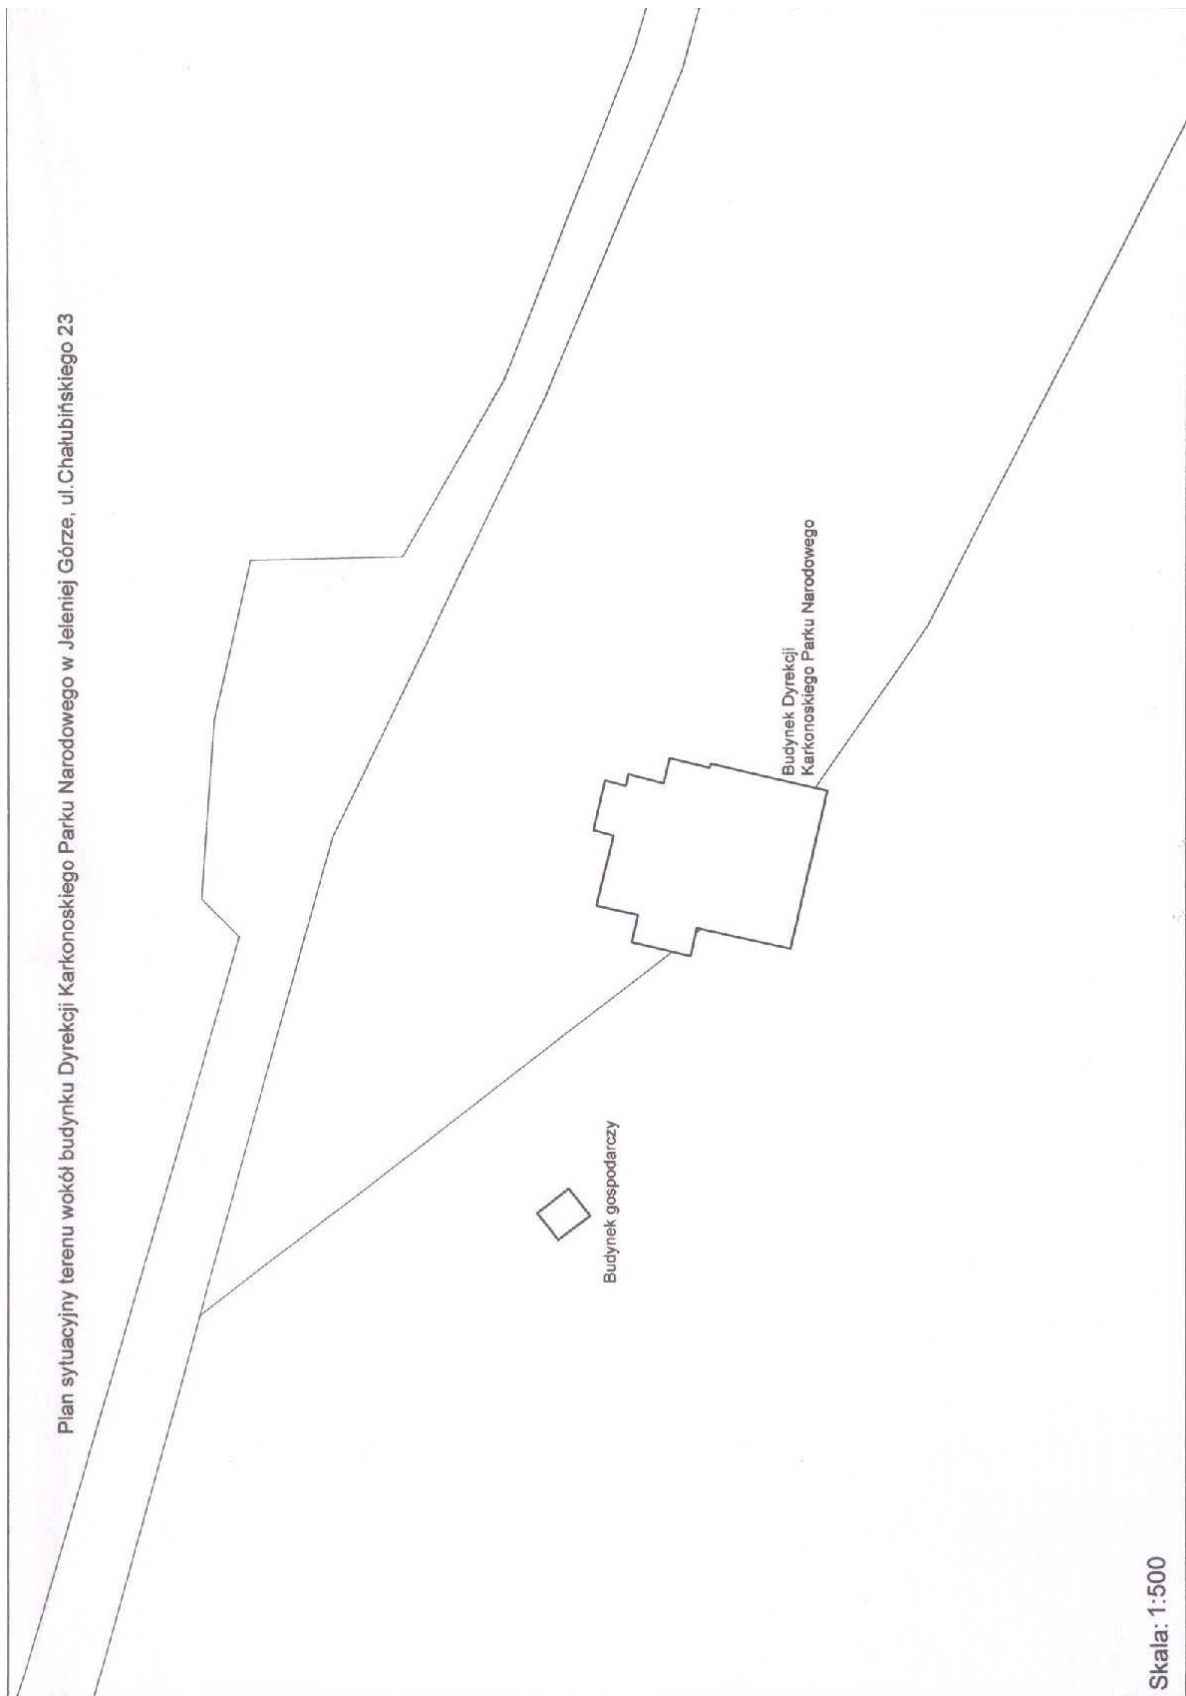 Plan sytuacyjny terenu wokół budynku Dyrekcji Karkonoskiego Parku Narodowego w Jeleniej Górze, ul.Chałubińskiego 23
Budynek gospodarczy
Budynek Dyrekcji
Karkonoskiego Parku Narodowego
Skala: 1:500